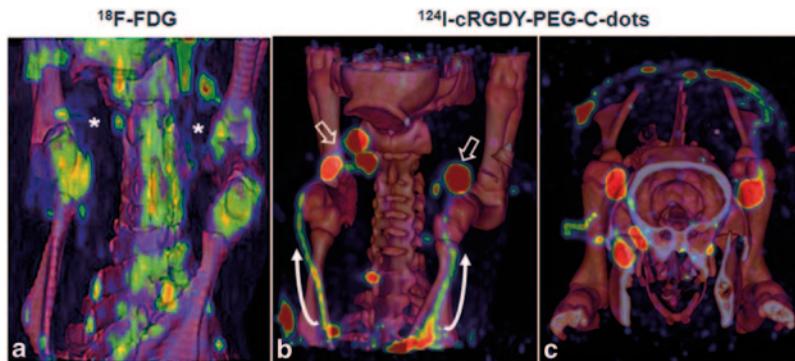 ¹⁸F-FDG
¹²⁴I-cRGDY-PEG-C-dots
* *
a
b
c